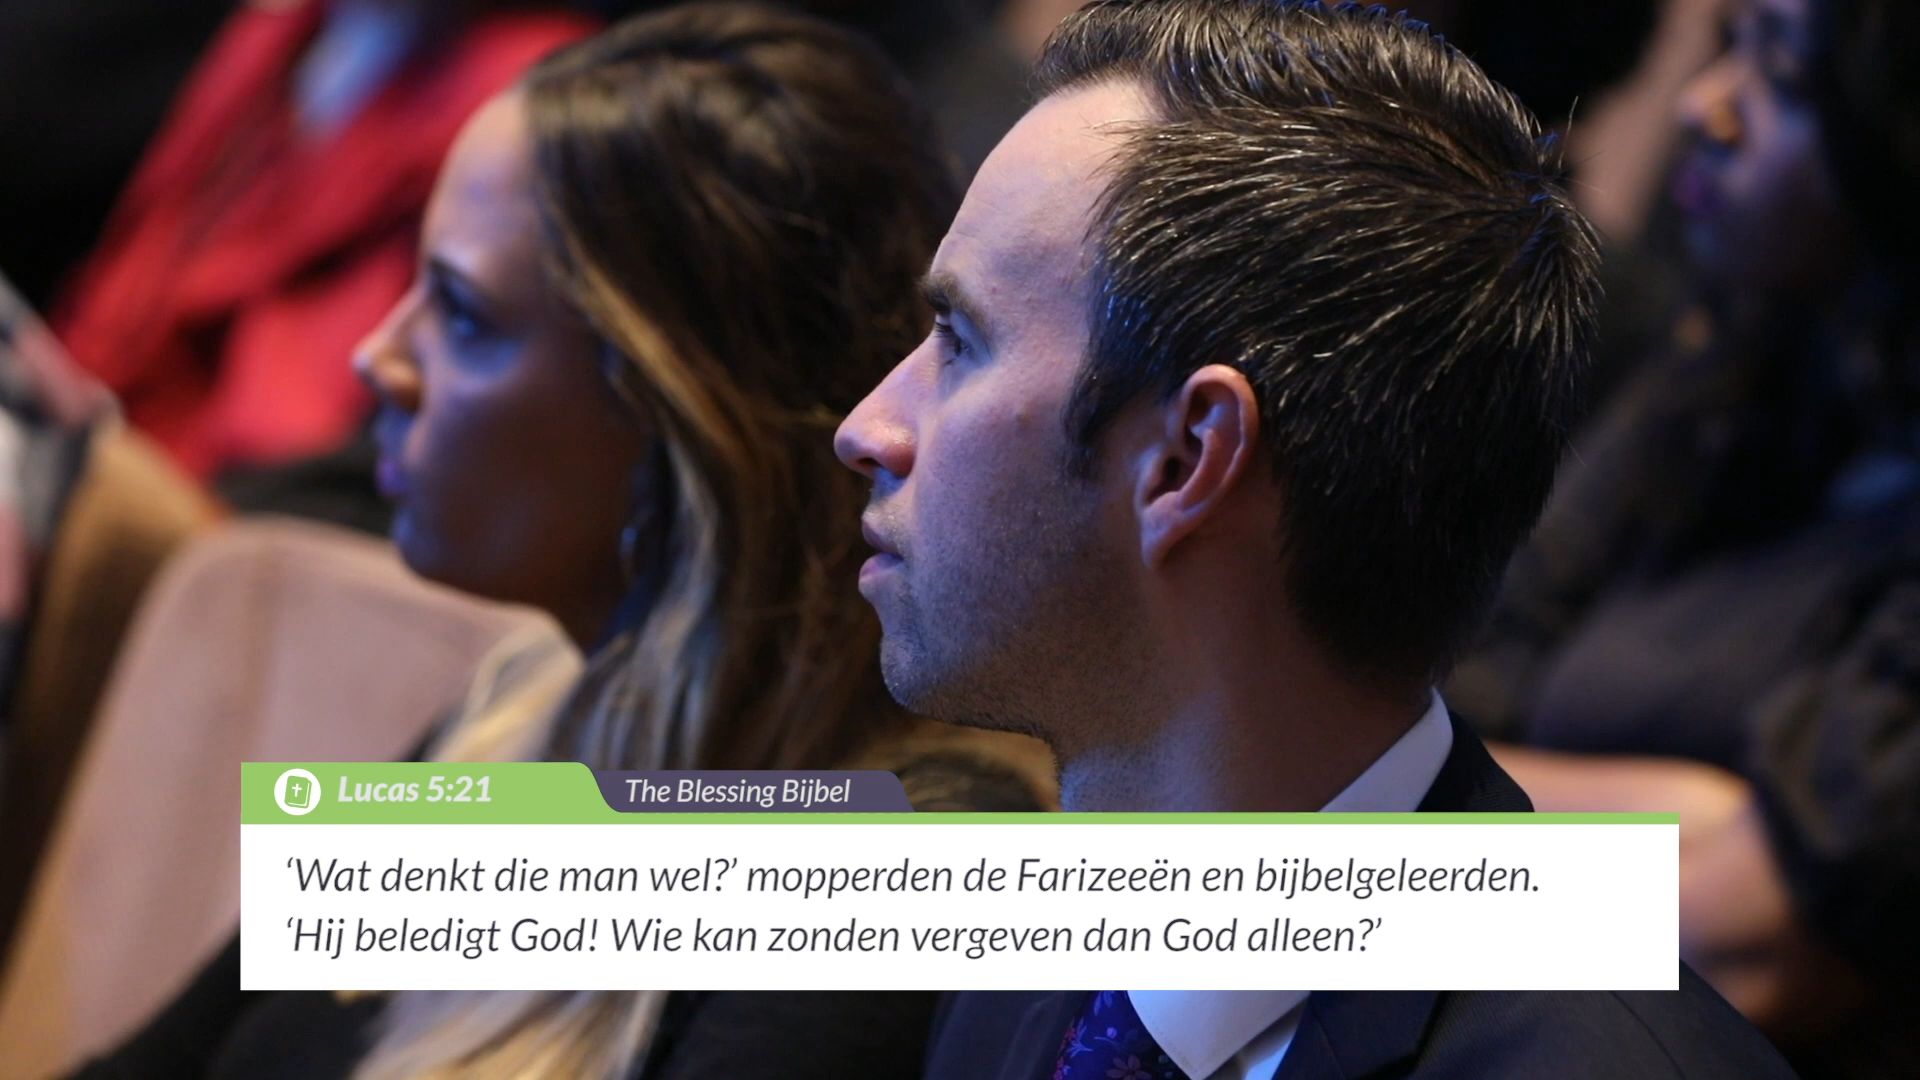 Lucas 5:21
The Blessing Bijbel
‘Wat denkt die man wel?’ mopperden de Farizeeën en bijbelgeleerden.
‘Hij beledigt God! Wie kan zonden vergeven dan God alleen?’